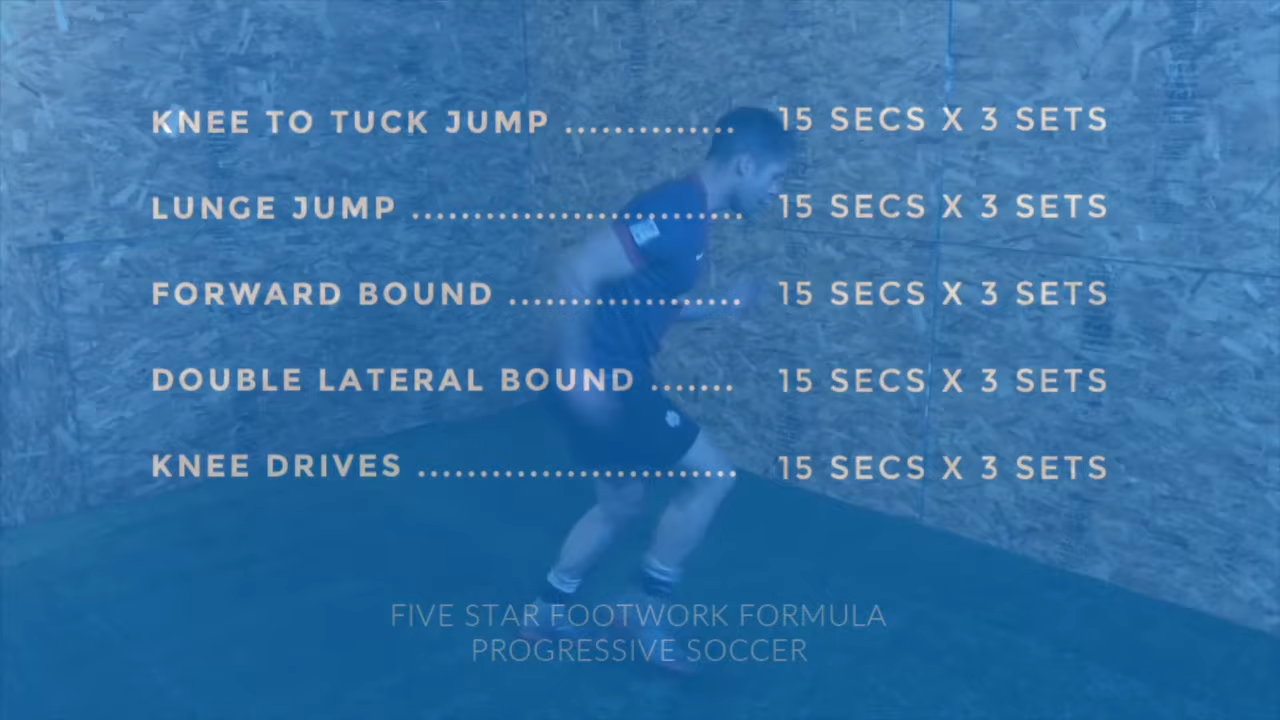 KNEE TO TUCK JUMP .............. 15 SECS X 3 SETS
LUNGE JUMP ........................... 15 SECS X 3 SETS
FORWARD BOUND ................... 15 SECS X 3 SETS
DOUBLE LATERAL BOUND ....... 15 SECS X 3 SETS
KNEE DRIVES .......................... 15 SECS X 3 SETS
FIVE STAR FOOTWORK FORMULA
PROGRESSIVE SOCCER